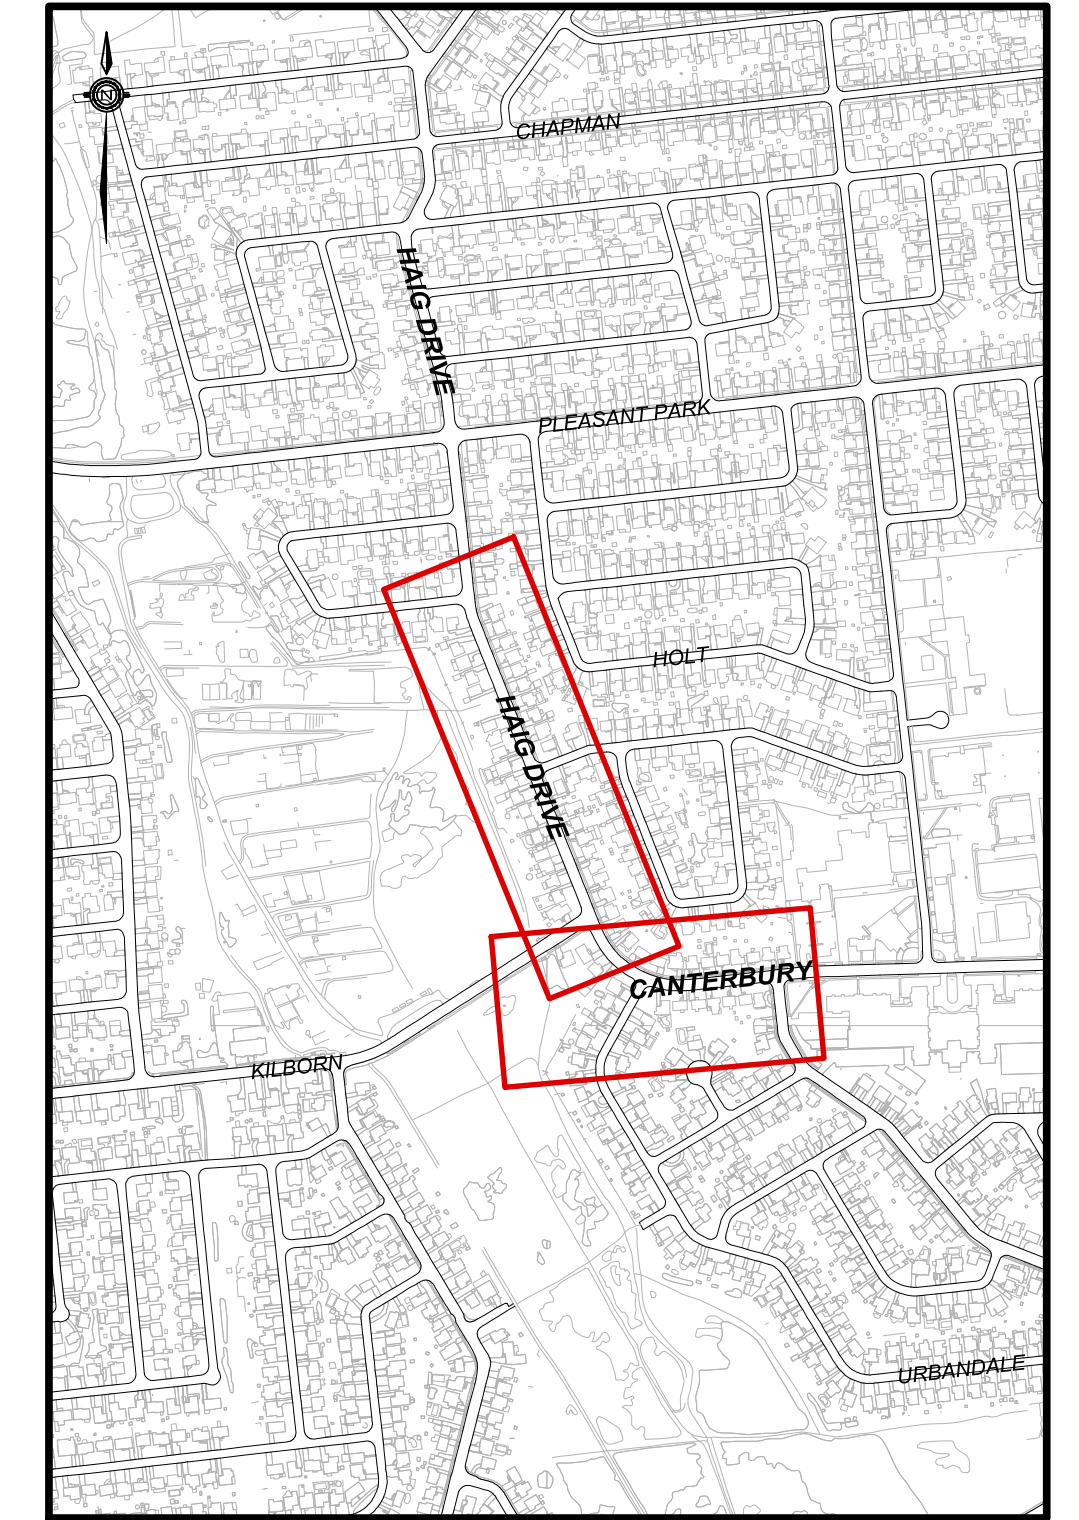 N
CHAPMAN
HAIG DRIVE
PLEASANT PARK
HOLT
HAIG DRIVE
CANTERBURY
KILBORN
URBANDALE